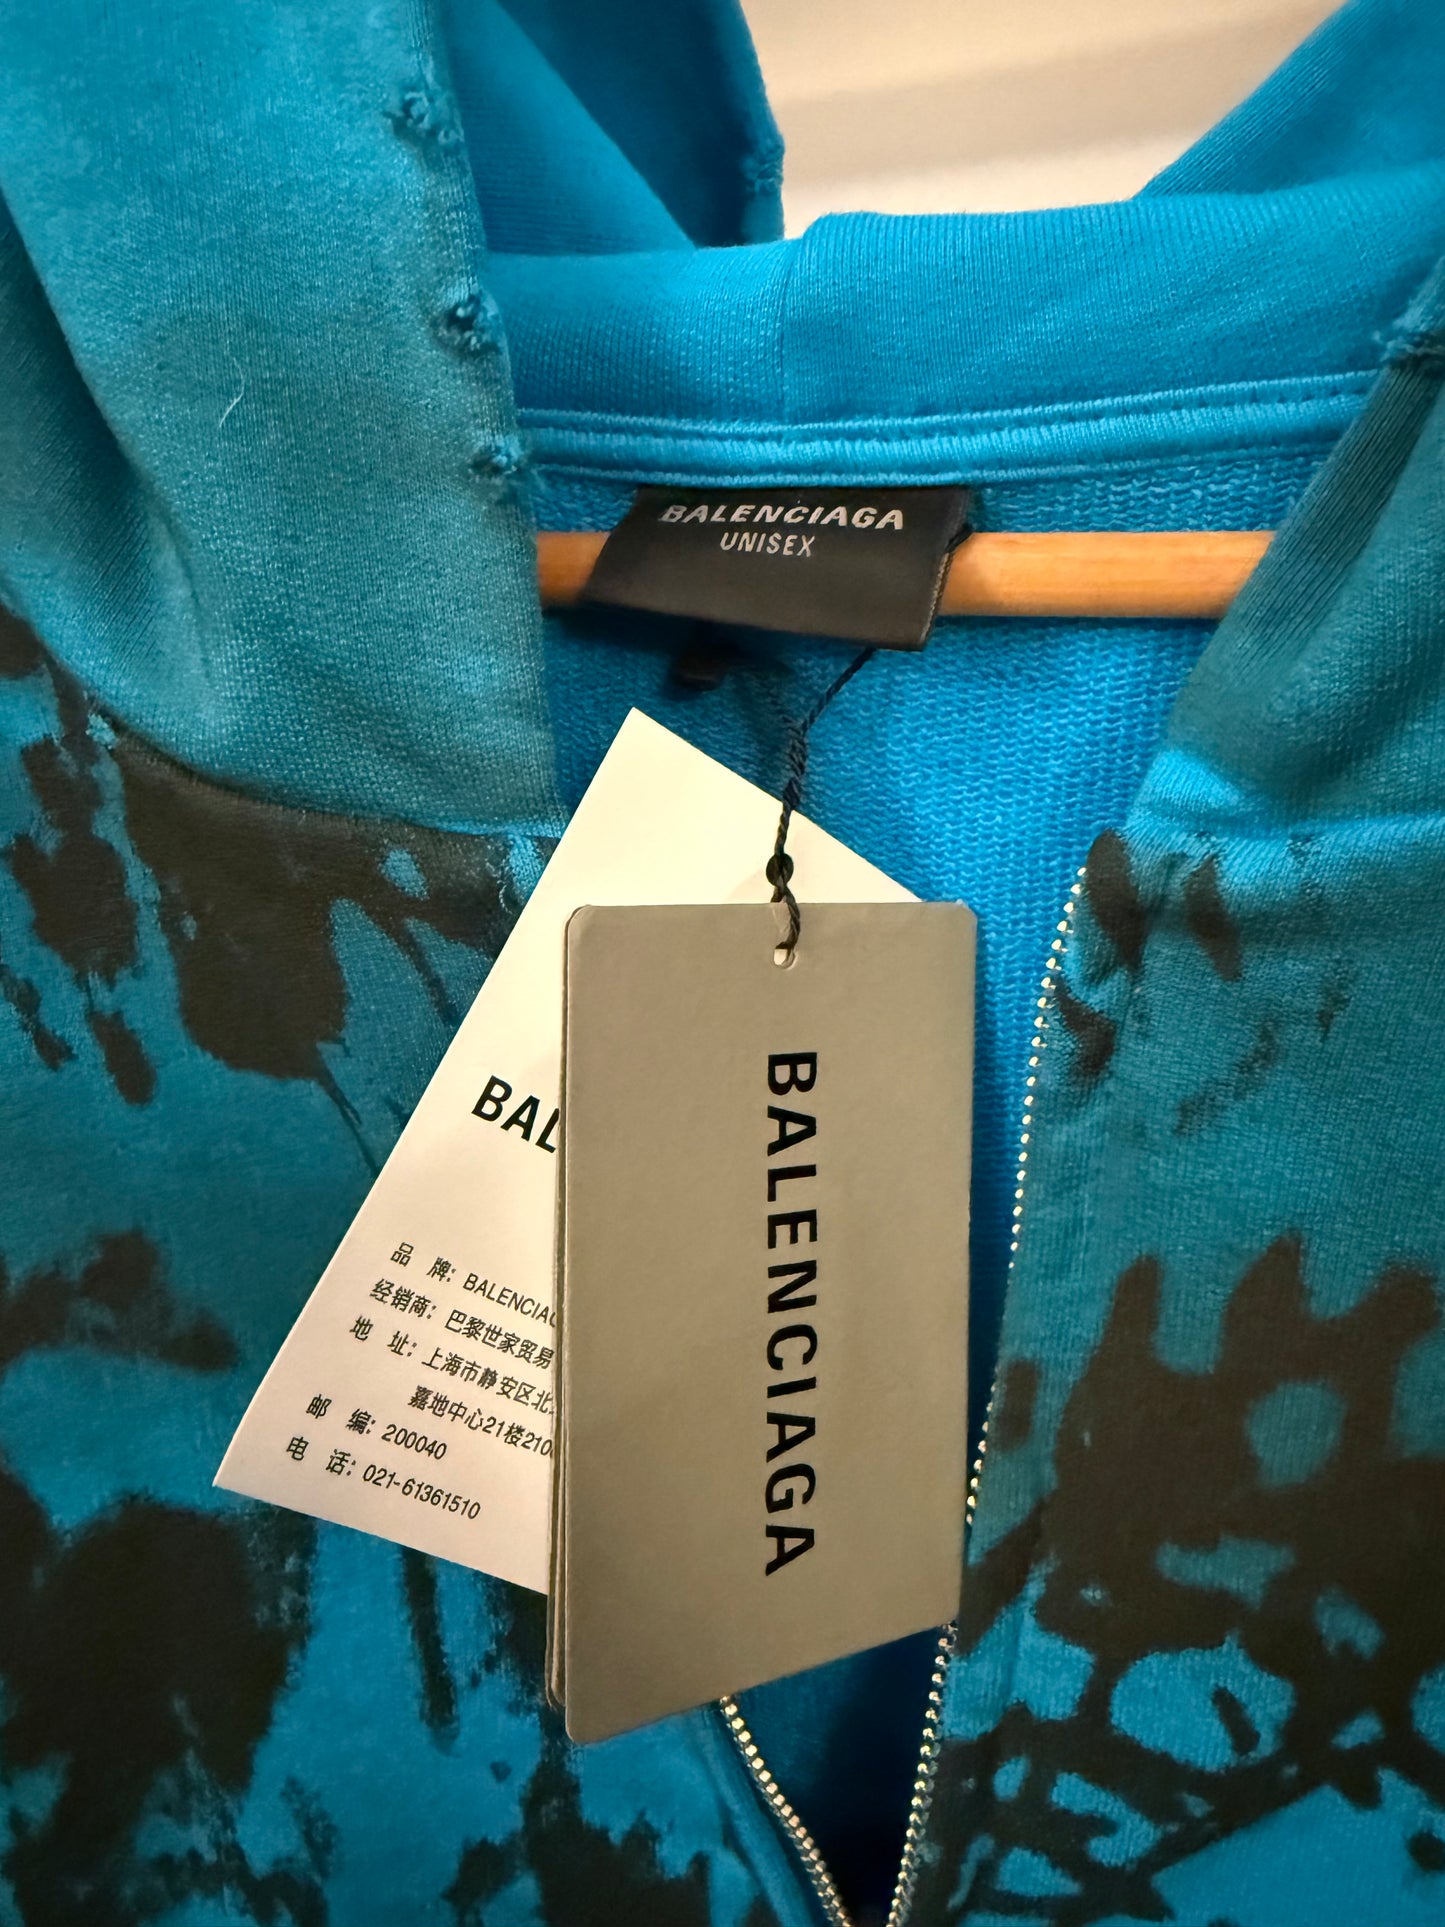 BALENCIAGA
UNISEX
BAL
品 牌: BALENCIAG
经销商: 巴黎世家贸易
地 址: 上海市静安区北
嘉地中心21楼210
邮 编: 200040
电 话: 021-61361510
BALENCIAGA